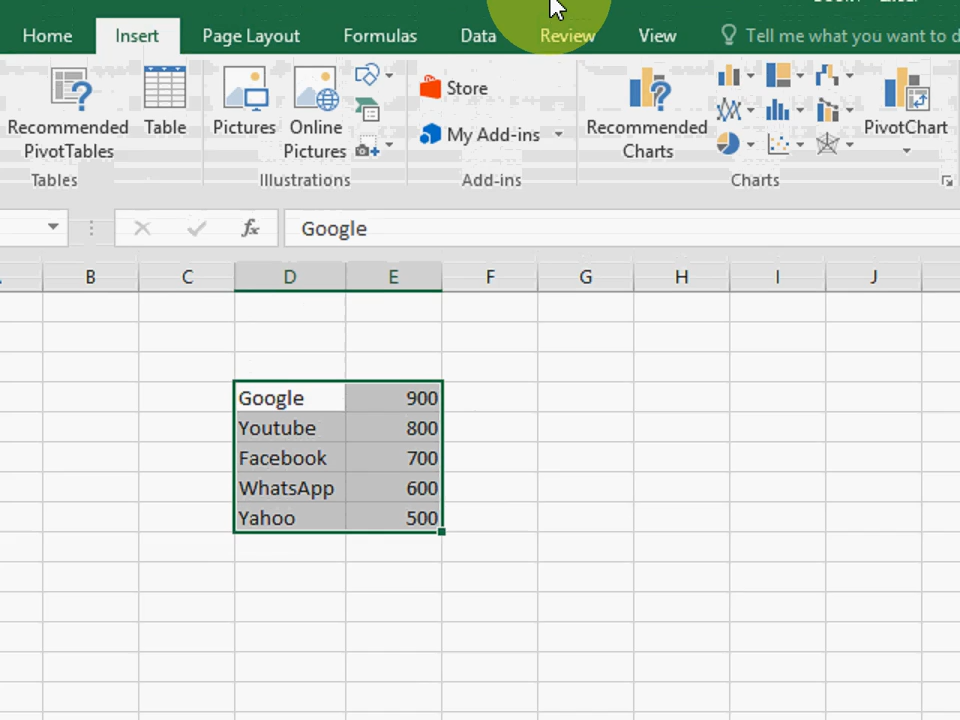 Home Insert Page Layout Formulas Data Review View Tell me what you want to d
Recommended PivotTables
Table
Pictures
Online Pictures
Store
My Add-ins
Recommended Charts
PivotChart
Tables Illustrations Add-ins Charts
fx Google
B C D E F G H I J
Google 900
Youtube 800
Facebook 700
WhatsApp 600
Yahoo 500